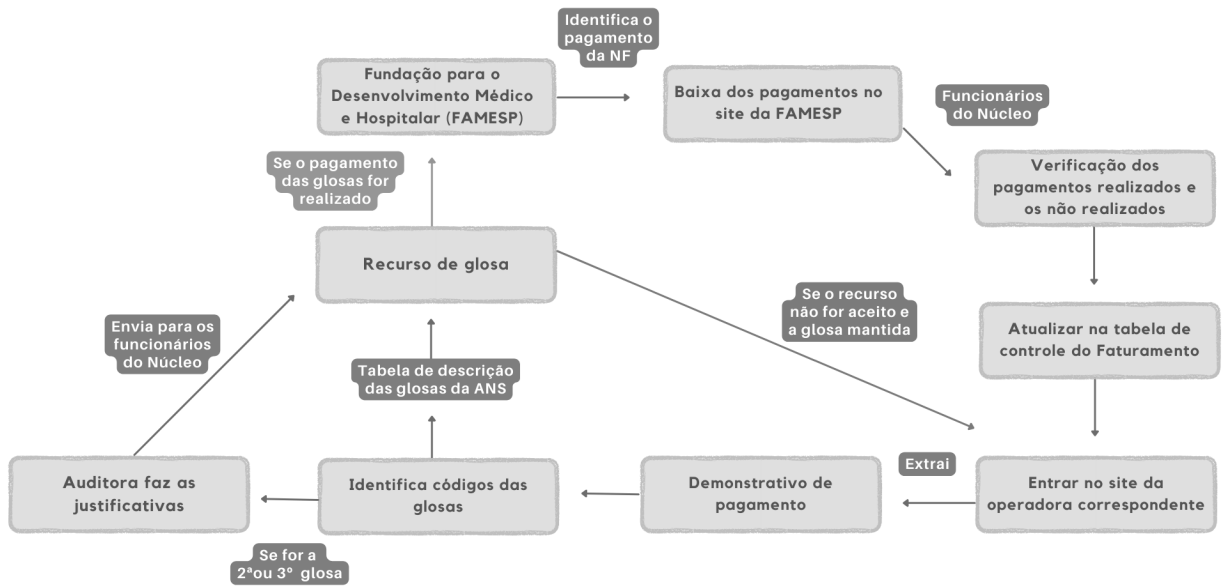 Identifica o
pagamento
da NF
Fundação para o
Desenvolvimento Médico
e Hospitalar (FAMESP)
Baixa dos pagamentos no
site da FAMESP
Funcionários
do Núcleo
Se o pagamento
das glosas for
realizado
Verificação dos
pagamentos realizados e
os não realizados
Recurso de glosa
Se o recurso
não for aceito e
a glosa mantida
Envia para os
funcionários
do Núcleo
Atualizar na tabela de
controle do Faturamento
Tabela de descrição
das glosas da ANS
Auditora faz as
justificativas
Identifica códigos das
glosas
Demonstrativo de
pagamento
Extrai
Entrar no site da
operadora correspondente
Se for a
2ªou 3º glosa